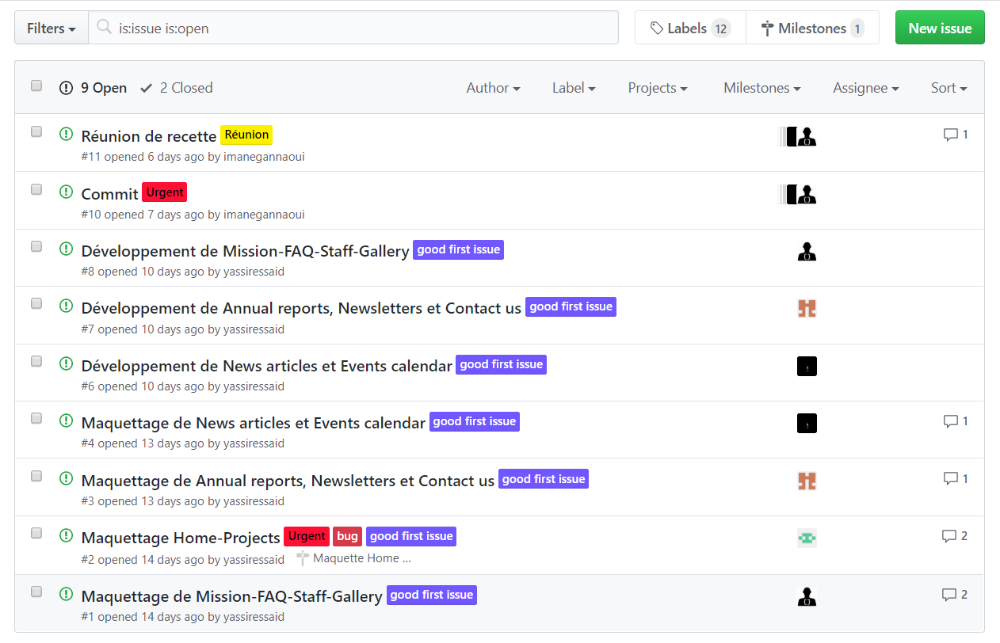 Filters is:issue is:open Labels 12 Milestones 1 New issue
9 Open 2 Closed Author Label Projects Milestones Assignee Sort
Réunion de recette Réunion 1
#11 opened 6 days ago by imanegannaoui
Commit Urgent
#10 opened 7 days ago by imanegannaoui
Développement de Mission-FAQ-Staff-Gallery good first issue
#8 opened 10 days ago by yassiressaid
Développement de Annual reports, Newsletters et Contact us good first issue
#7 opened 10 days ago by yassiressaid
Développement de News articles et Events calendar good first issue
#6 opened 10 days ago by yassiressaid
Maquettage de News articles et Events calendar good first issue 1
#4 opened 13 days ago by yassiressaid
Maquettage de Annual reports, Newsletters et Contact us good first issue 1
#3 opened 13 days ago by yassiressaid
Maquettage Home-Projects Urgent bug good first issue 2
#2 opened 14 days ago by yassiressaid Maquette Home ...
Maquettage de Mission-FAQ-Staff-Gallery good first issue 2
#1 opened 14 days ago by yassiressaid